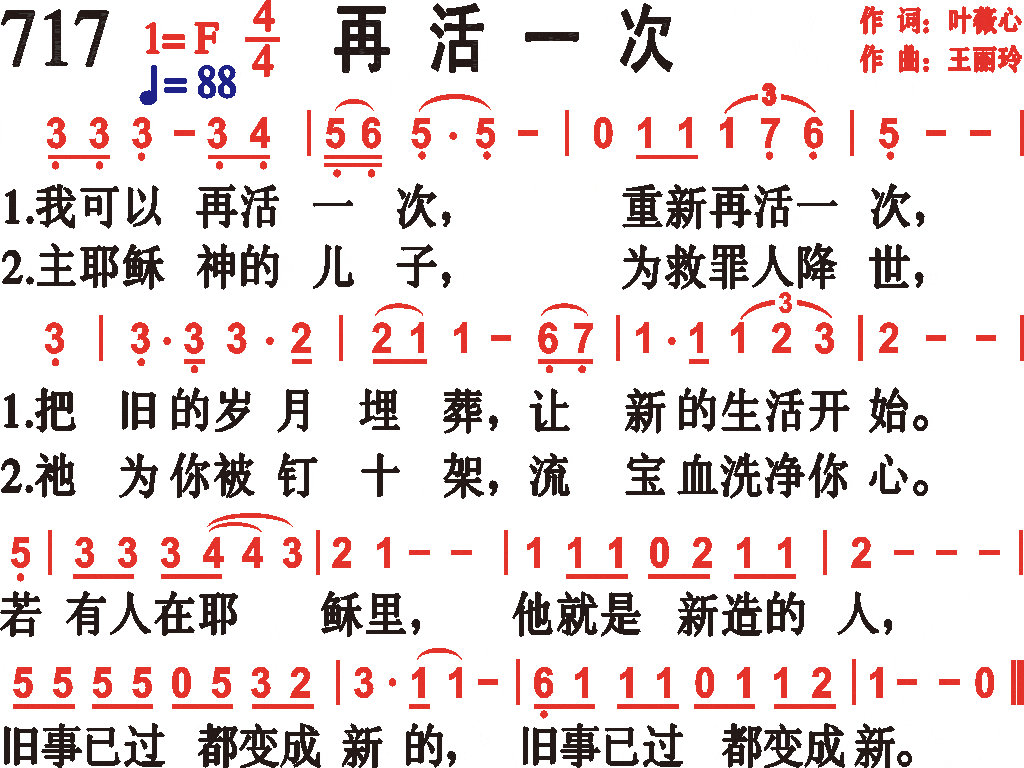 717 1= F 4/4 再活一次 作 词：叶薇心
♩= 88 作 曲：王丽玲
3 3 3 - 3 4 | 5 6 5 · 5 - | 0 1 1 1 7 6 | 5 - - |
1.我可以 再活 一 次， 重新再活一 次，
2.主耶稣 神的 儿 子， 为救罪人降 世，
3 | 3 · 3 3 · 2 | 2 1 1 - 6 7 | 1 · 1 1 2 3 | 2 - - |
1.把 旧的岁 月 埋 葬，让 新的生活开 始。
2.祂 为你被 钉 十 架，流 宝血洗净你 心。
5 | 3 3 3 4 4 3 | 2 1 - - | 1 1 1 0 2 1 1 | 2 - - - |
若 有人在耶 稣里， 他就是 新造的 人，
5 5 5 5 0 5 3 2 | 3 · 1 1 - | 6 1 1 1 0 1 1 2 | 1 - - 0 ‖
旧事已过 都变成 新 的， 旧事已过 都变成新。